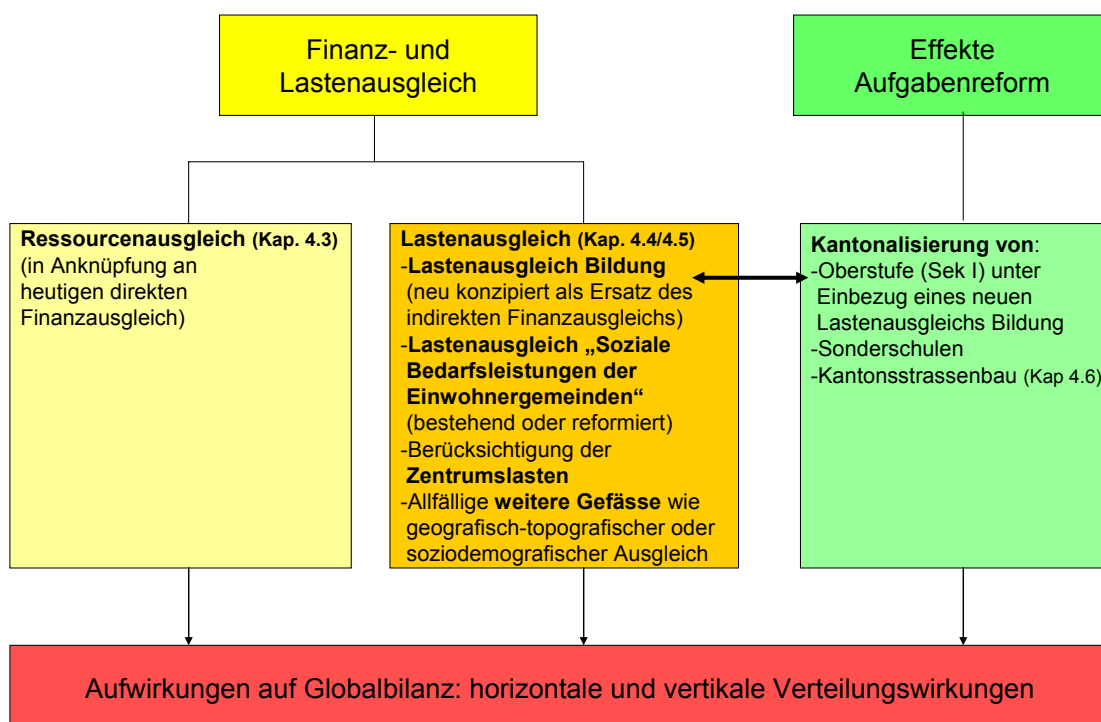 Finanz- und
Lastenausgleich
Effekte
Aufgabenreform
Ressourcenausgleich (Kap. 4.3)
(in Anknüpfung an
heutigen direkten
Finanzausgleich)
Lastenausgleich (Kap. 4.4/4.5)
-Lastenausgleich Bildung
(neu konzipiert als Ersatz des
indirekten Finanzausgleichs)
-Lastenausgleich „Soziale
Bedarfsleistungen der
Einwohnergemeinden“
(bestehend oder reformiert)
-Berücksichtigung der
Zentrumslasten
-Allfällige weitere Gefässe wie
geografisch-topografischer oder
soziodemografischer Ausgleich
Kantonalisierung von:
-Oberstufe (Sek I) unter
Einbezug eines neuen
Lastenausgleichs Bildung
-Sonderschulen
-Kantonsstrassenbau (Kap 4.6)
Aufwirkungen auf Globalbilanz: horizontale und vertikale Verteilungswirkungen